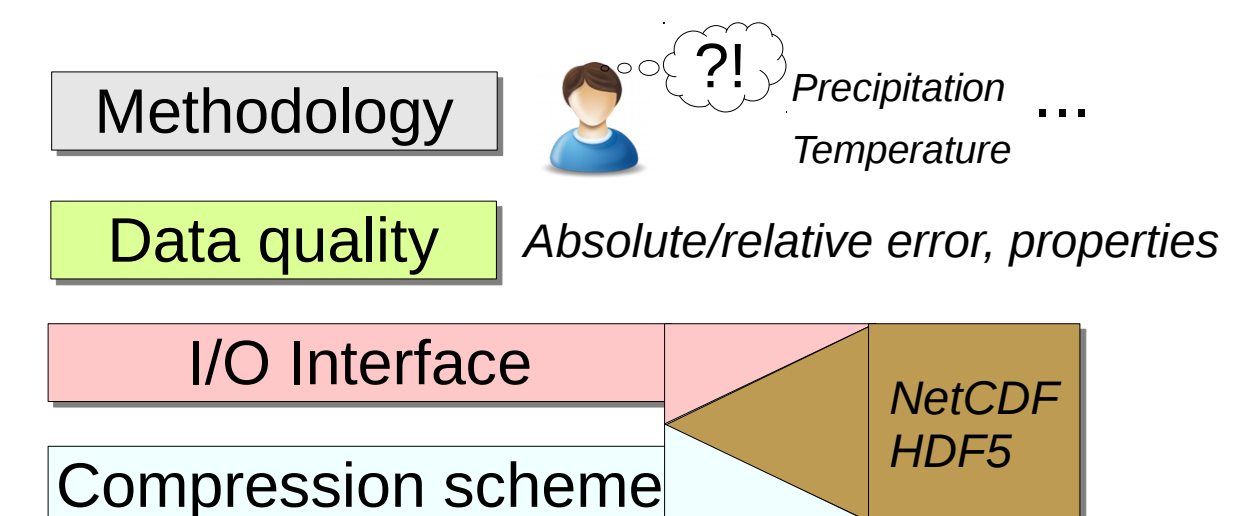 Methodology
?!
Precipitation ...
Temperature
Data quality
Absolute/relative error, properties
I/O Interface
NetCDF
HDF5
Compression scheme